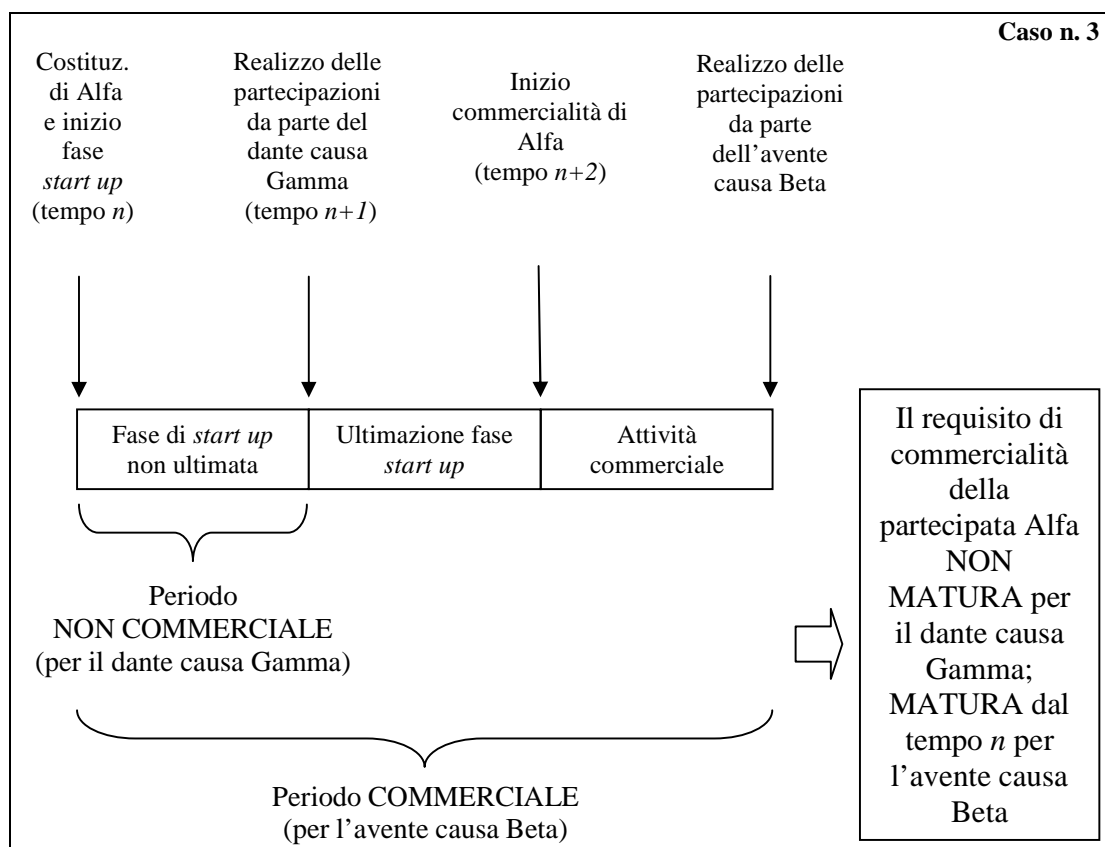 Caso n. 3
Costituz.
di Alfa
e inizio
fase
start up
(tempo n)
Realizzo delle
partecipazioni
da parte del
dante causa
Gamma
(tempo n+1)
Inizio
commercialità di
Alfa
(tempo n+2)
Realizzo delle
partecipazioni
da parte
dell’avente
causa Beta
Fase di start up
non ultimata
Ultimazione fase
start up
Attività
commerciale
Periodo
NON COMMERCIALE
(per il dante causa Gamma)
Periodo COMMERCIALE
(per l’avente causa Beta)
Il requisito di
commercialità
della
partecipata Alfa
NON
MATURA per
il dante causa
Gamma;
MATURA dal
tempo n per
l’avente causa
Beta